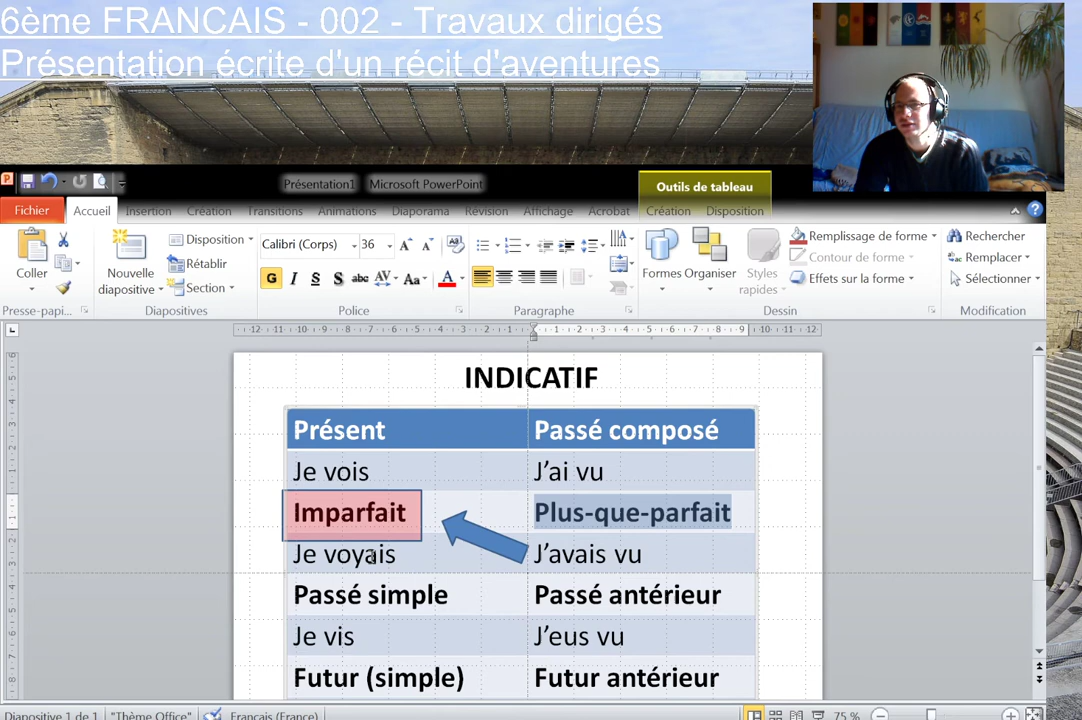 6ème FRANCAIS - 002 - Travaux dirigés
Présentation écrite d'un récit d'aventures
Présentation1 Microsoft PowerPoint
Outils de tableau
Fichier Accueil Insertion Création Transitions Animations Diaporama Révision Affichage Acrobat Création Disposition
Coller
Presse-papi...
Nouvelle diapositive
Disposition
Rétablir
Section
Diapositives
Calibri (Corps) 36
G I S S abc AV Aa A
Police
Paragraphe
Formes Organiser Styles rapides
Remplissage de forme
Contour de forme
Effets sur la forme
Dessin
Rechercher
Remplacer
Sélectionner
Modification
INDICATIF
Présent Passé composé
Je vois J'ai vu
Imparfait Plus-que-parfait
Je voyais J'avais vu
Passé simple Passé antérieur
Je vis J'eus vu
Futur (simple) Futur antérieur
Diapositive 1 de 1 "Thème Office" Français (France) 75 %